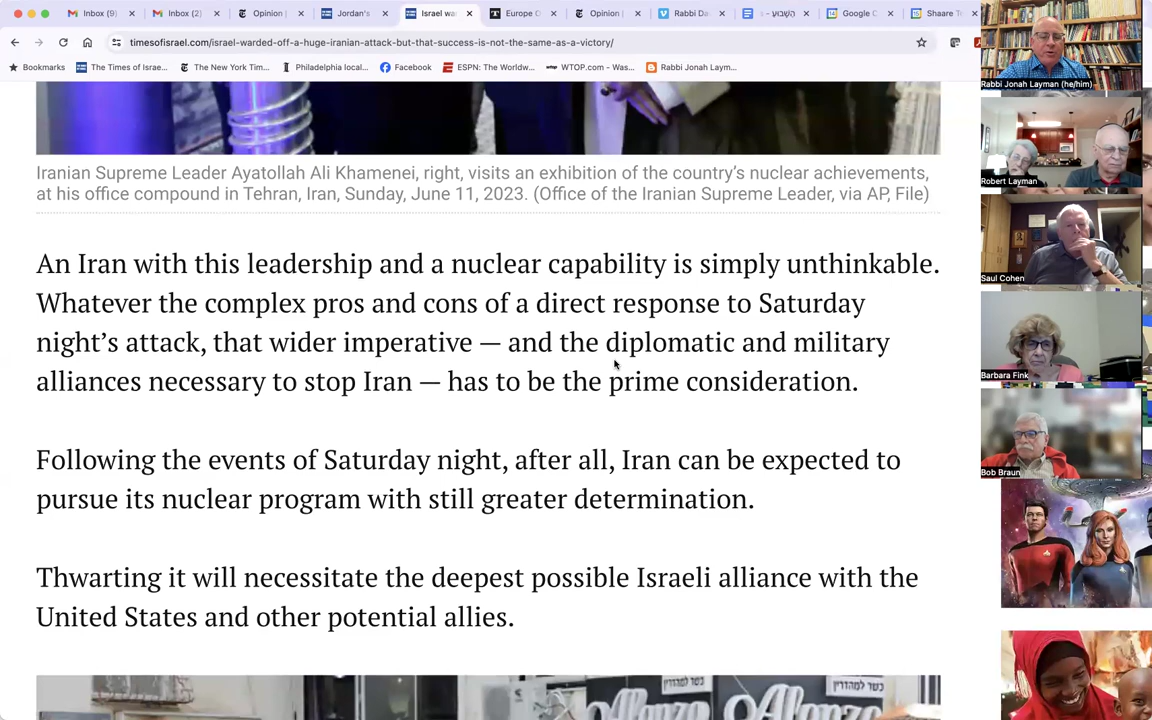 Inbox (9)
Inbox (2)
Opinion |
Jordan's
Israel wa
Europe D
Opinion |
Rabbi Da
- השבוע
Google C
Shaare T
timesofisrael.com/israel-warded-off-a-huge-iranian-attack-but-that-success-is-not-the-same-as-a-victory/
Bookmarks
The Times of Israe...
The New York Tim...
Philadelphia local...
Facebook
ESPN: The Worldw...
WTOP.com - Was...
Rabbi Jonah Laym...
Rabbi Jonah Layman (he/him)
Robert Layman
Saul Cohen
Barbara Fink
Bob Braun
Iranian Supreme Leader Ayatollah Ali Khamenei, right, visits an exhibition of the country's nuclear achievements,
at his office compound in Tehran, Iran, Sunday, June 11, 2023. (Office of the Iranian Supreme Leader, via AP, File)
An Iran with this leadership and a nuclear capability is simply unthinkable.
Whatever the complex pros and cons of a direct response to Saturday
night's attack, that wider imperative — and the diplomatic and military
alliances necessary to stop Iran — has to be the prime consideration.
Following the events of Saturday night, after all, Iran can be expected to
pursue its nuclear program with still greater determination.
Thwarting it will necessitate the deepest possible Israeli alliance with the
United States and other potential allies.
כשר למהדרין
כשר למהדרין
Alonzo
Alonzo